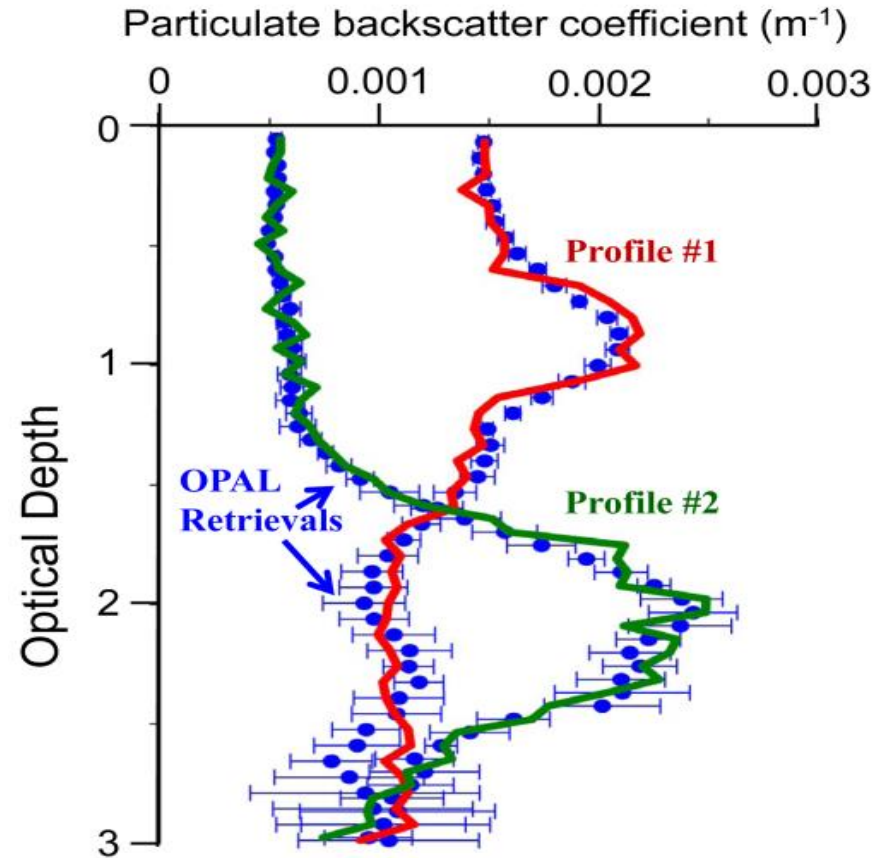 Particulate backscatter coefficient (m-1)
0 0.001 0.002 0.003
0
Profile #1
1
Optical Depth
OPAL
Retrievals
Profile #2
2
3